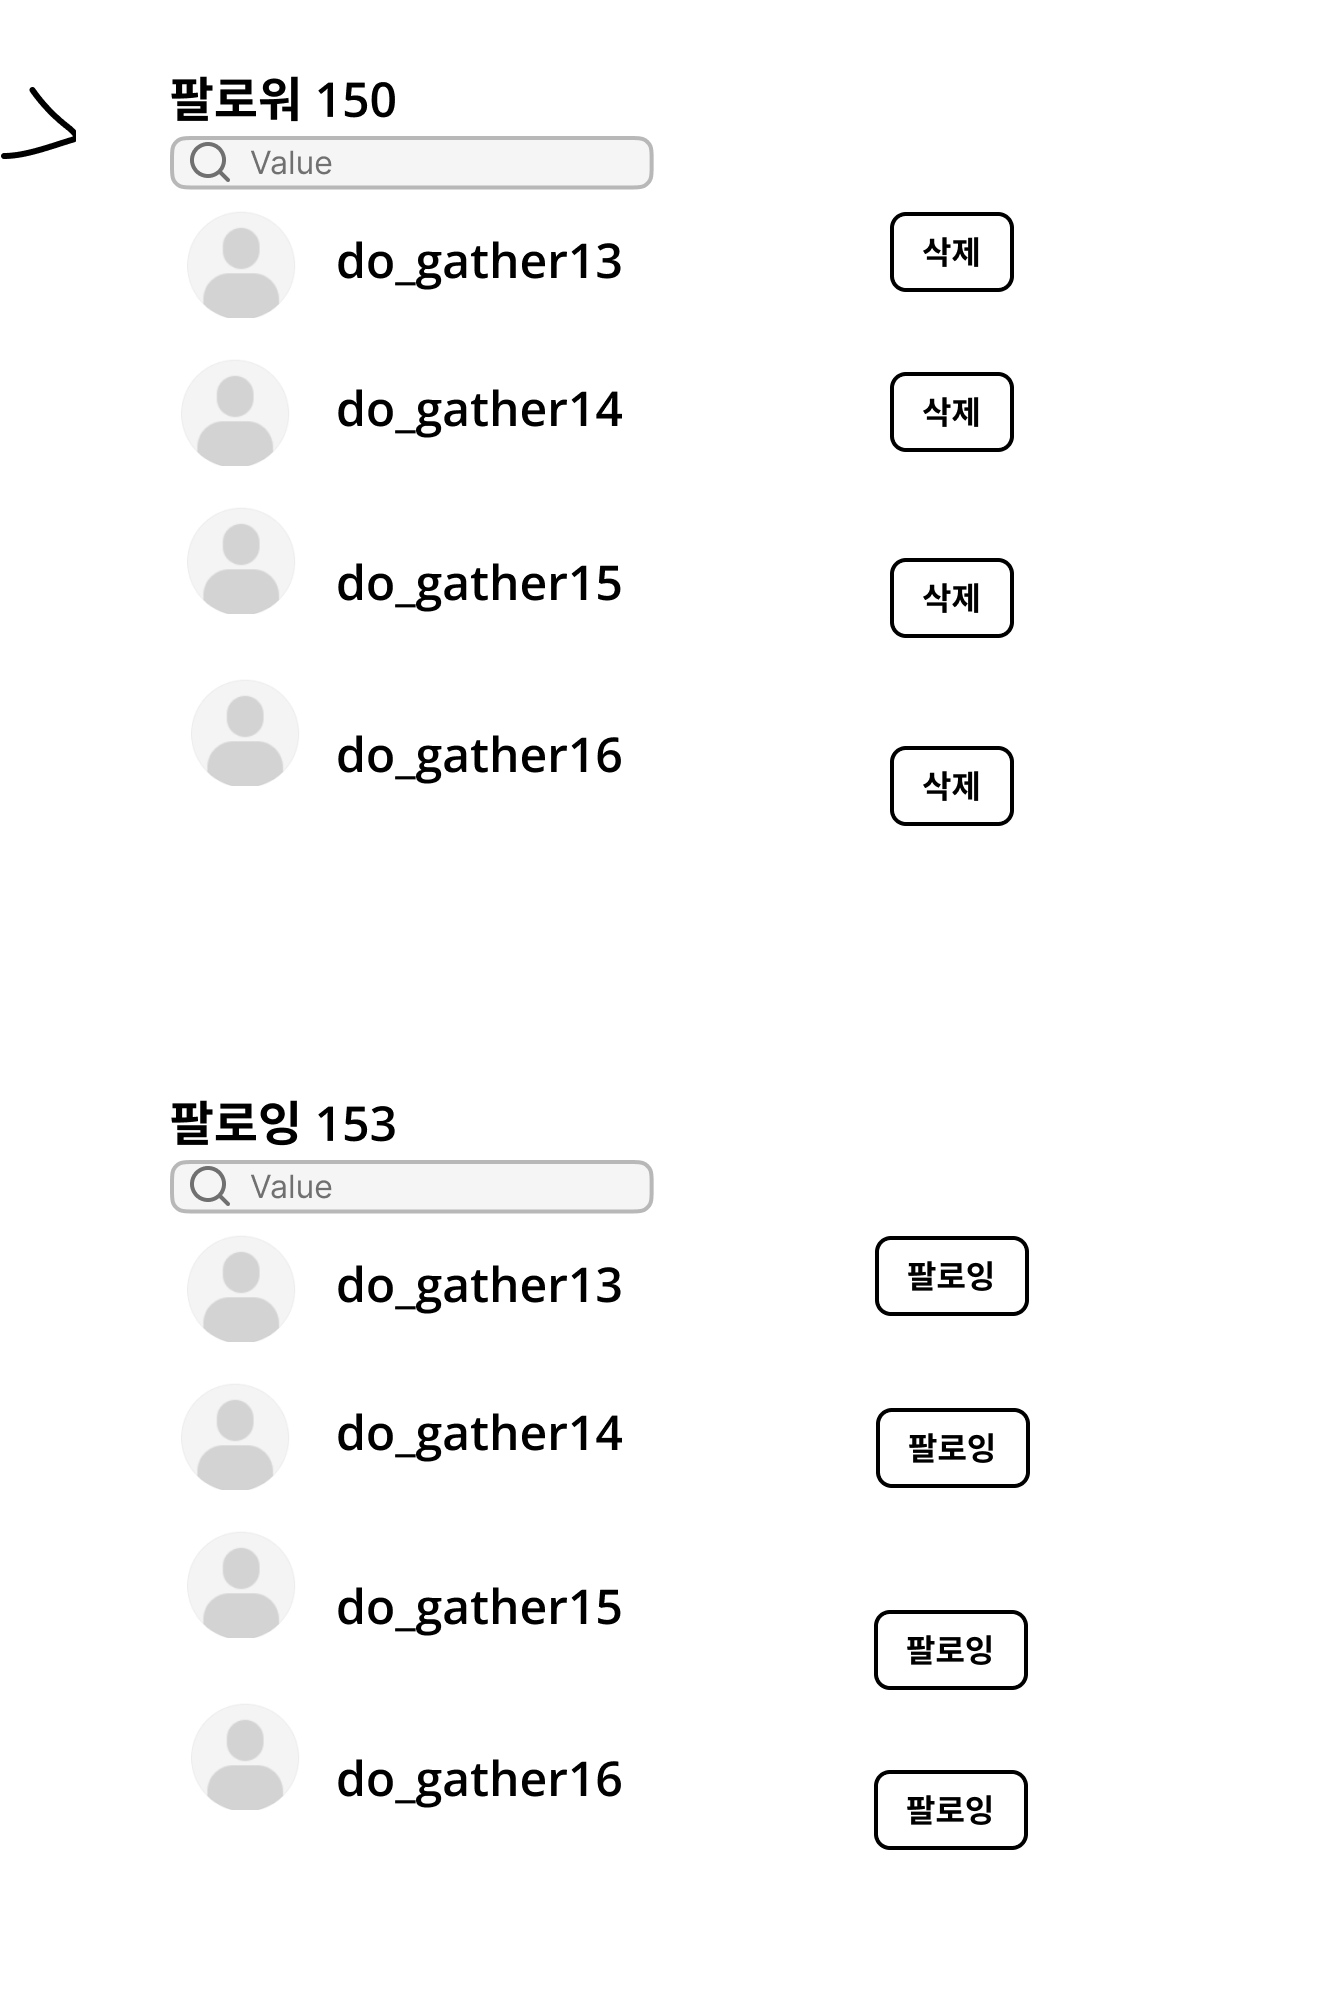 팔로워 150
Value
do_gather13 삭제
do_gather14 삭제
do_gather15 삭제
do_gather16 삭제
팔로잉 153
Value
do_gather13 팔로잉
do_gather14 팔로잉
do_gather15 팔로잉
do_gather16 팔로잉